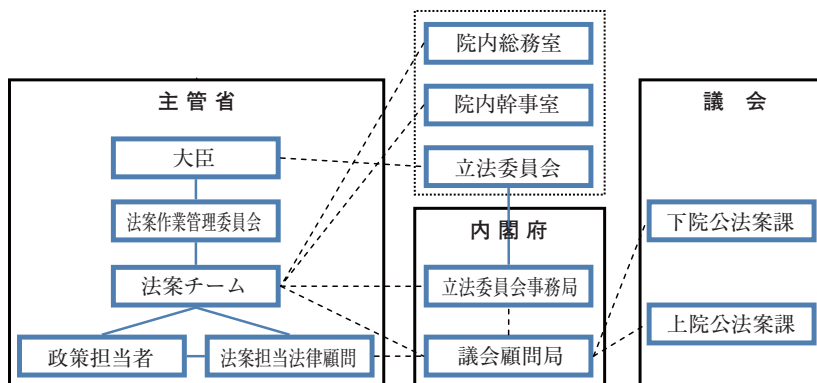 院内総務室
主管省
院内幹事室
議 会
大臣
立法委員会
法案作業管理委員会
内閣府
下院公法案課
法案チーム
立法委員会事務局
上院公法案課
政策担当者
法案担当法律顧問
議会顧問局